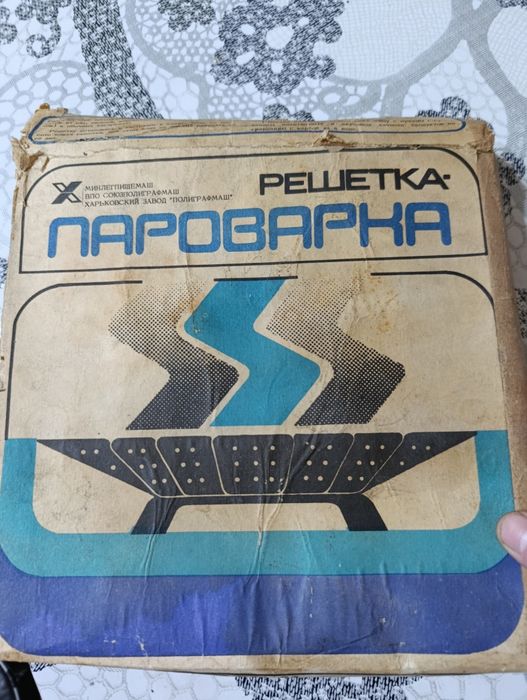 МИНЛЕГПИЩЕМАШ
ВПО СОЮЗПОЛИГРАФМАШ
ХАРЬКОВСКИЙ ЗАВОД "ПОЛИГРАФМАШ"
РЕШЕТКА-
ПАРОВАРКА